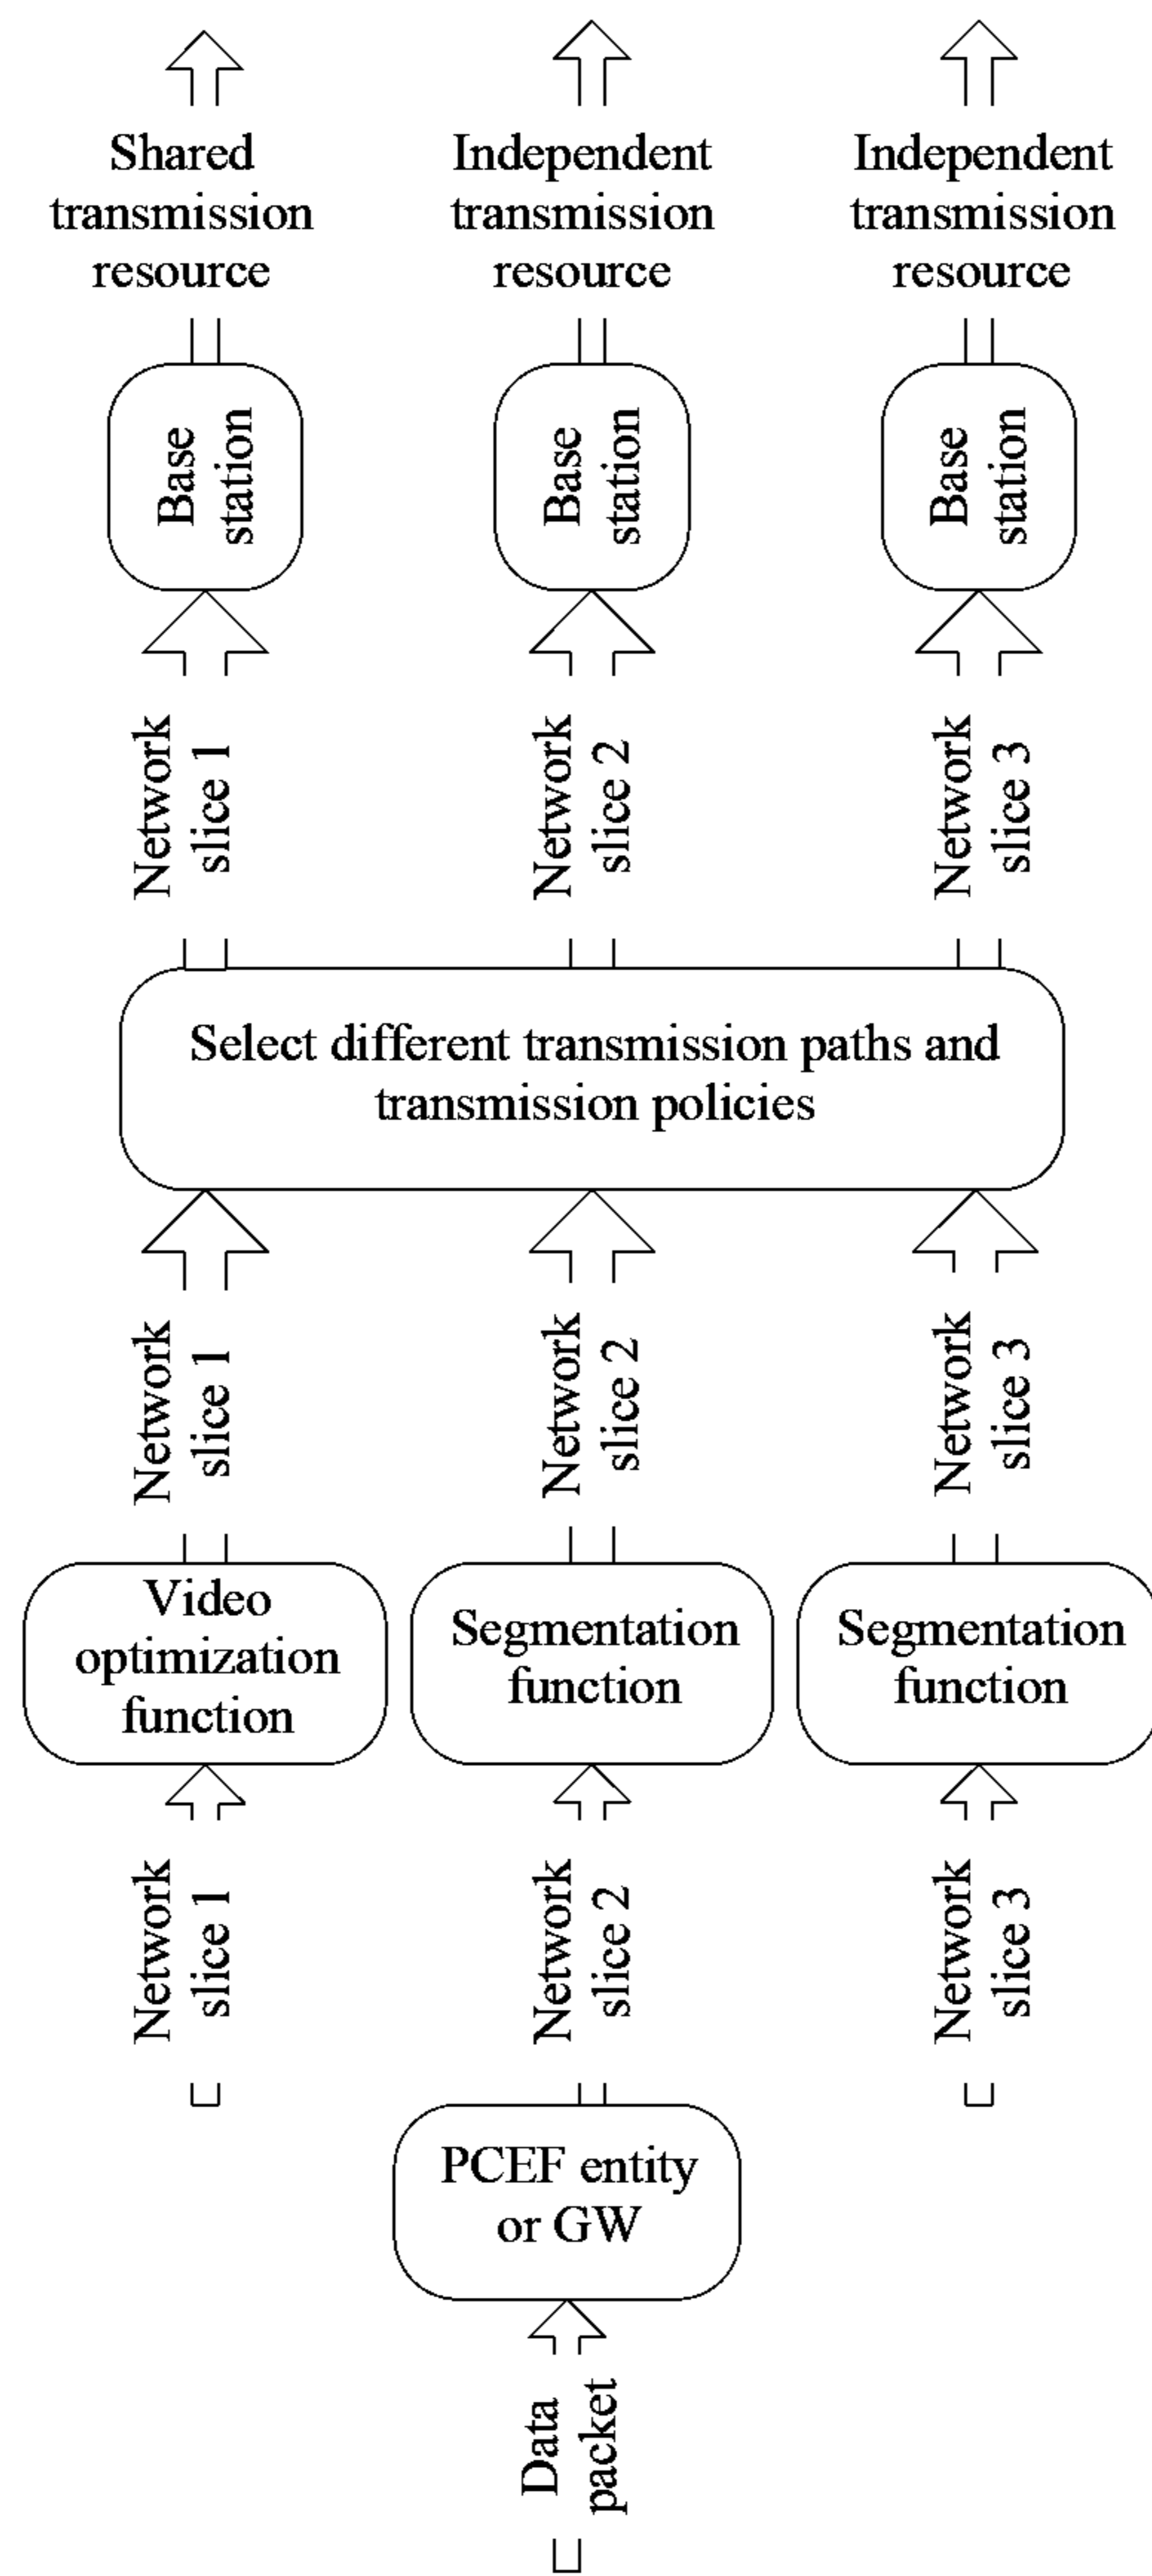 Shared
transmission
resource
Independent
transmission
resource
Independent
transmission
resource
Base
station
Base
station
Base
station
Network
slice 1
Network
slice 2
Network
slice 3
Select different transmission paths and
transmission policies
Network
slice 1
Network
slice 2
Network
slice 3
Video
optimization
function
Segmentation
function
Segmentation
function
Network
slice 1
Network
slice 2
Network
slice 3
PCEF entity
or GW
Data
packet